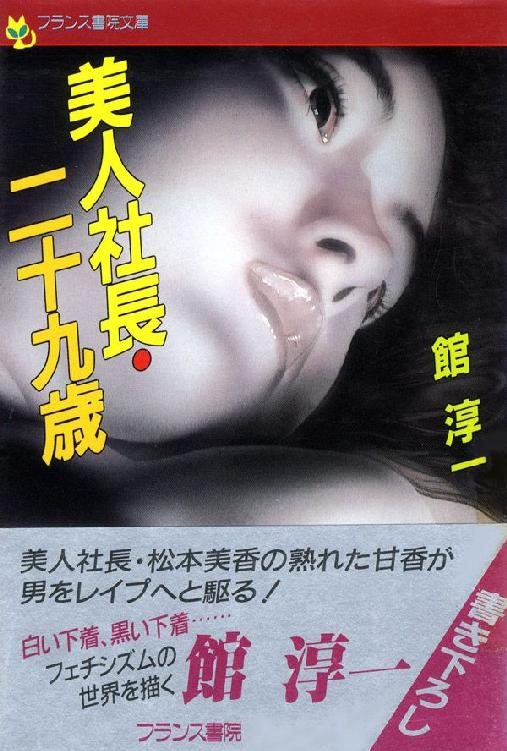 フランス書院文庫
美人社長・
二十九歳
館 淳一
美人社長・松本美香の熟れた甘香が
男をレイプへと駆る!
白い下着、黒い下着……
フェチシズムの
世界を描く
館 淳一
書き下ろし
フランス書院